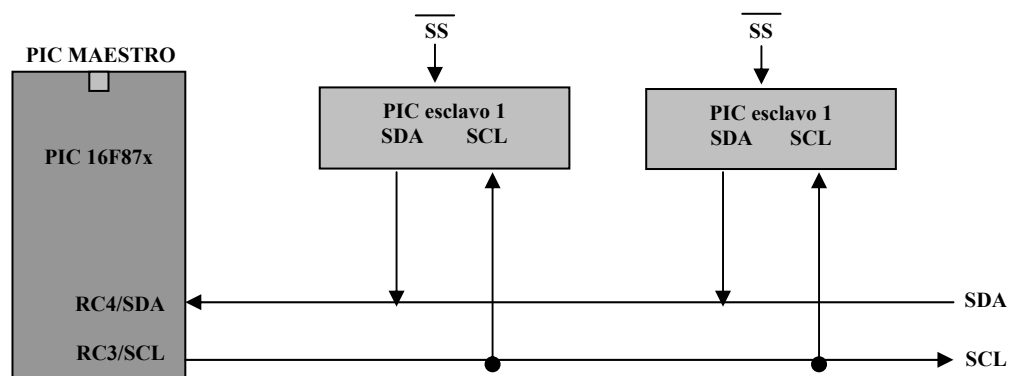 SS
SS
PIC MAESTRO
PIC 16F87x
PIC esclavo 1
SDA SCL
PIC esclavo 1
SDA SCL
RC4/SDA
SDA
RC3/SCL
SCL